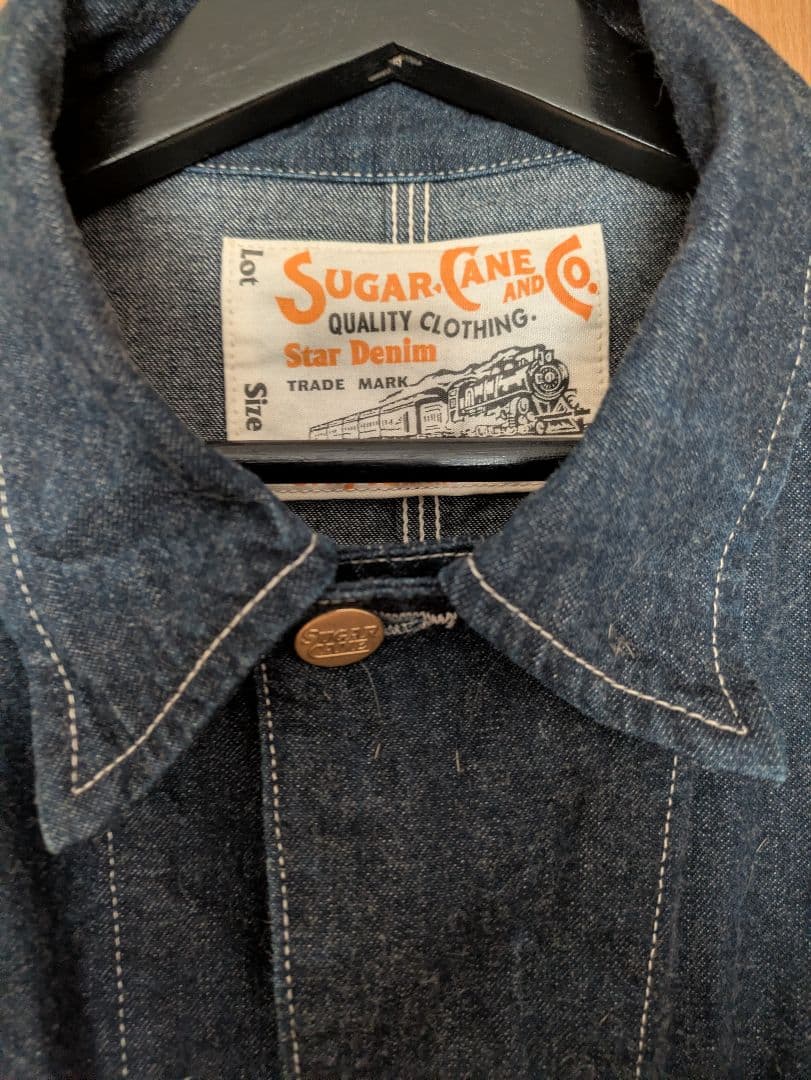 Lot
SUGAR·CANE
AND CO.
QUALITY CLOTHING.
Star Denim
TRADE MARK
Size
SUGAR
CANE